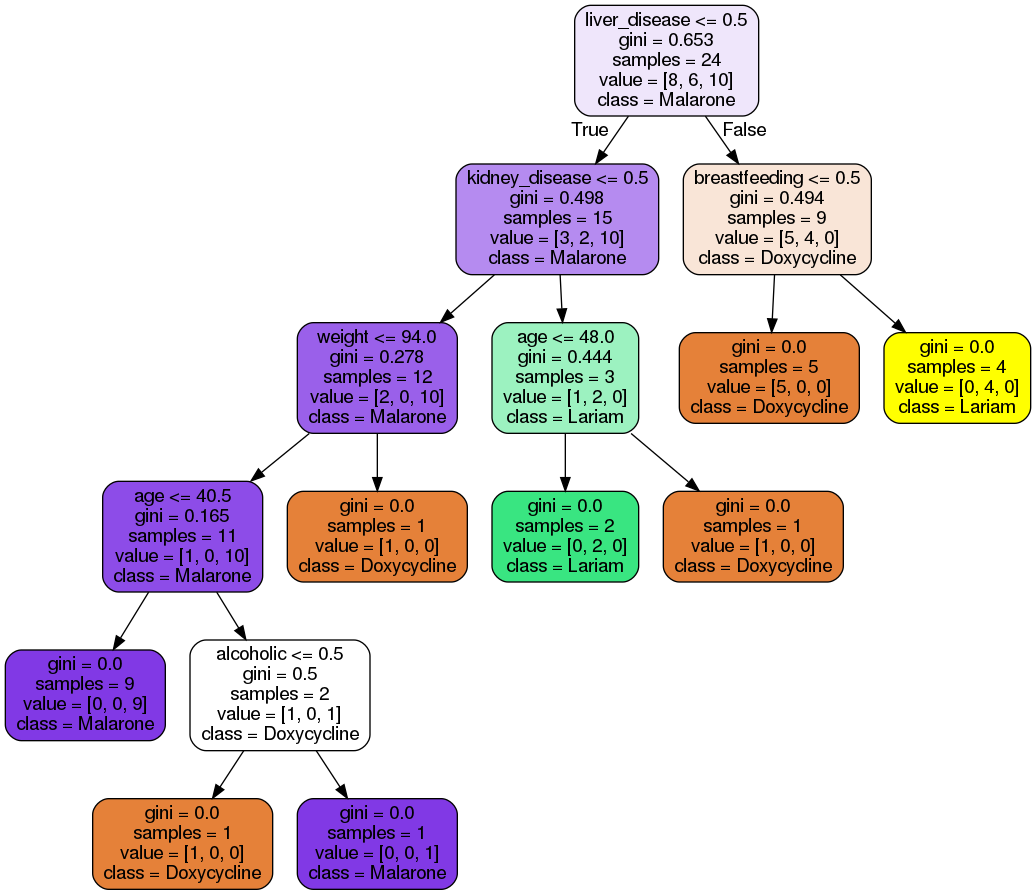 liver_disease <= 0.5
gini = 0.653
samples = 24
value = [8, 6, 10]
class = Malarone
True
False
kidney_disease <= 0.5
gini = 0.498
samples = 15
value = [3, 2, 10]
class = Malarone
breastfeeding <= 0.5
gini = 0.494
samples = 9
value = [5, 4, 0]
class = Doxycycline
weight <= 94.0
gini = 0.278
samples = 12
value = [2, 0, 10]
class = Malarone
age <= 48.0
gini = 0.444
samples = 3
value = [1, 2, 0]
class = Lariam
gini = 0.0
samples = 5
value = [5, 0, 0]
class = Doxycycline
gini = 0.0
samples = 4
value = [0, 4, 0]
class = Lariam
age <= 40.5
gini = 0.165
samples = 11
value = [1, 0, 10]
class = Malarone
gini = 0.0
samples = 1
value = [1, 0, 0]
class = Doxycycline
gini = 0.0
samples = 2
value = [0, 2, 0]
class = Lariam
gini = 0.0
samples = 1
value = [1, 0, 0]
class = Doxycycline
gini = 0.0
samples = 9
value = [0, 0, 9]
class = Malarone
alcoholic <= 0.5
gini = 0.5
samples = 2
value = [1, 0, 1]
class = Doxycycline
gini = 0.0
samples = 1
value = [1, 0, 0]
class = Doxycycline
gini = 0.0
samples = 1
value = [0, 0, 1]
class = Malarone